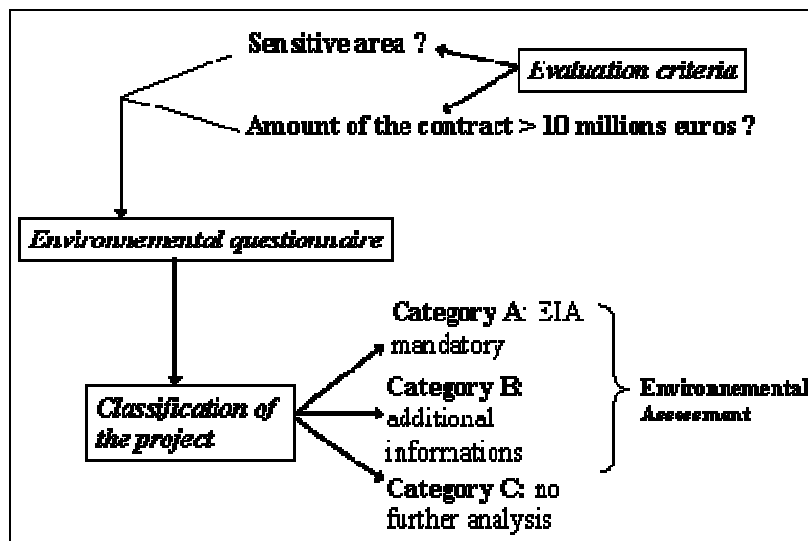 Sensitive area ?
Evaluation criteria
Amount of the contract > 10 millions euros ?
Environnemental questionnaire
Category A: EIA
mandatory
Classification of
the project
Category B:
additional
informations
Environnemental
Assessment
Category C: no
further analysis